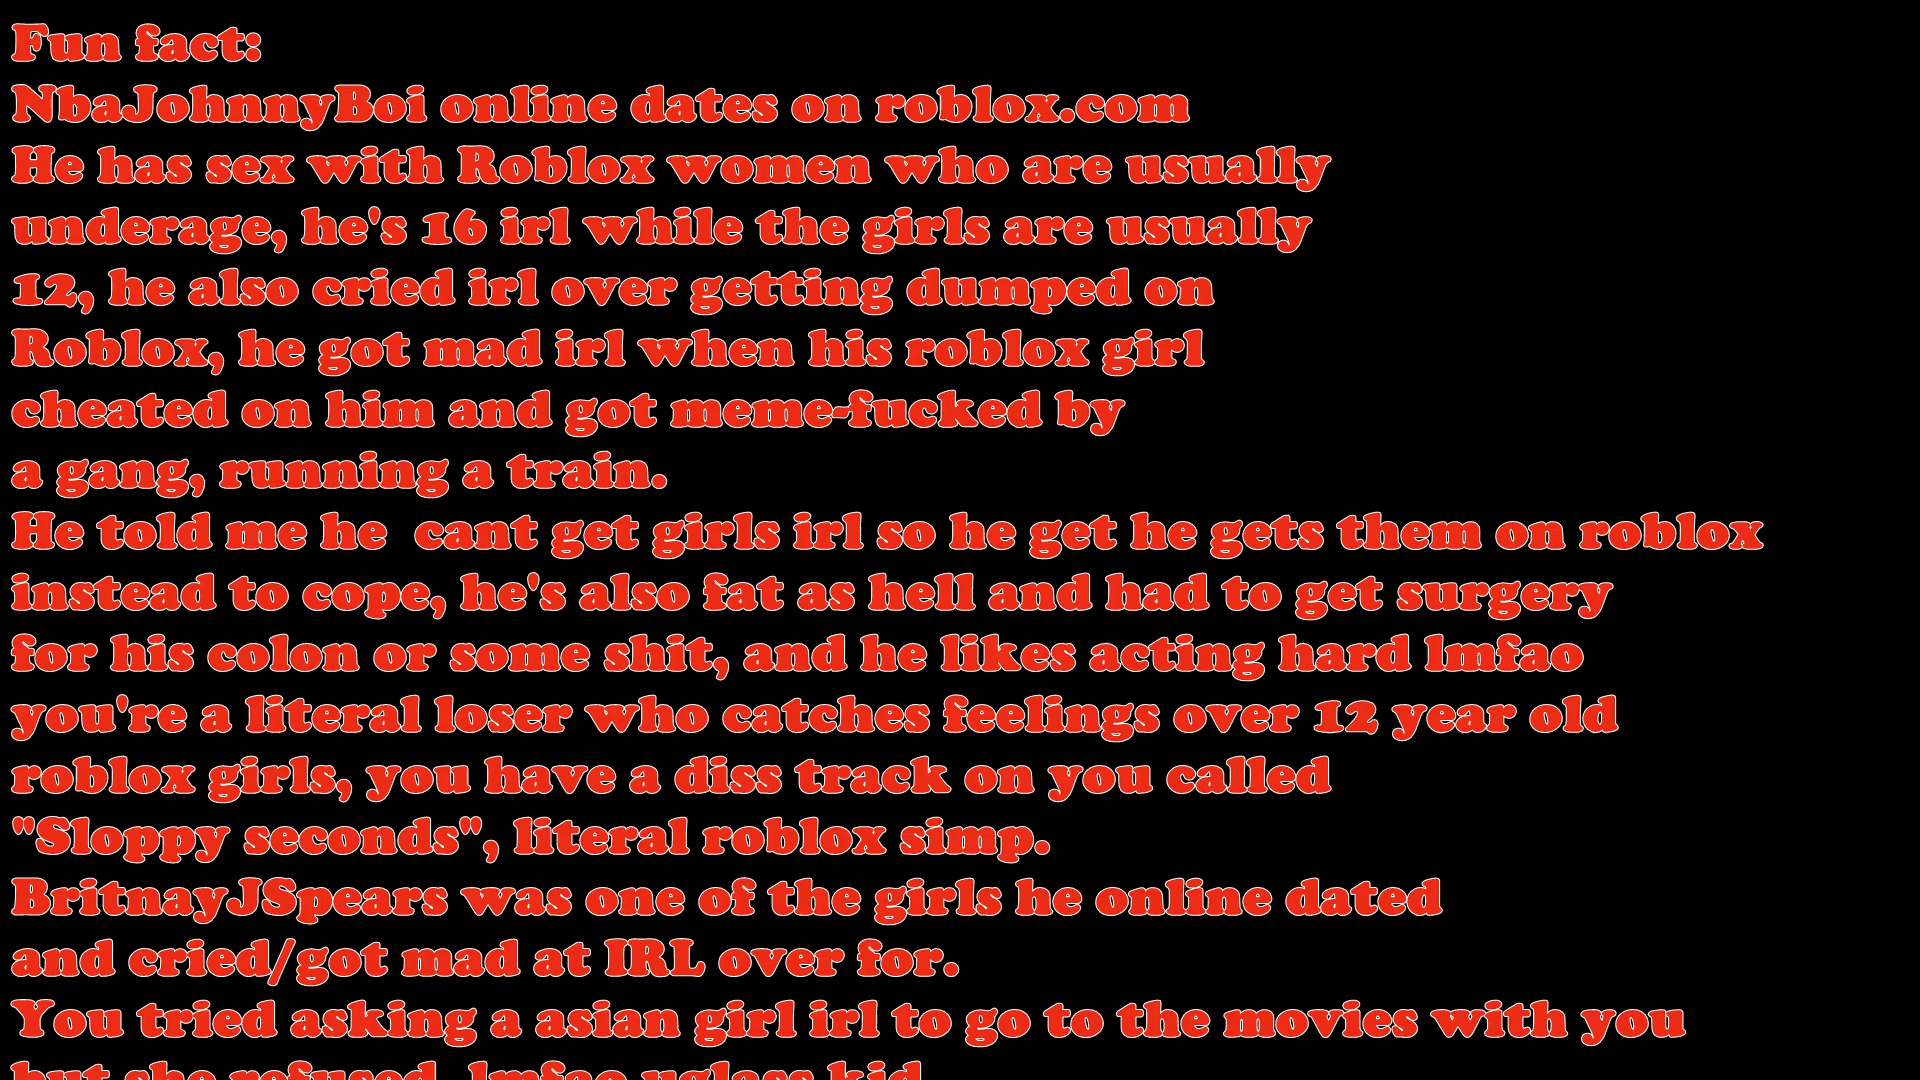 Fun fact:
NbaJohnnyBoi online dates on roblox.com
He has sex with Roblox women who are usually
underage, he's 16 irl while the girls are usually
12, he also cried irl over getting dumped on
Roblox, he got mad irl when his roblox girl
cheated on him and got meme-fucked by
a gang, running a train.
He told me he  cant get girls irl so he get he gets them on roblox
instead to cope, he's also fat as hell and had to get surgery
for his colon or some shit, and he likes acting hard lmfao
you're a literal loser who catches feelings over 12 year old
roblox girls, you have a diss track on you called
"Sloppy seconds", literal roblox simp.
BritnayJSpears was one of the girls he online dated
and cried/got mad at IRL over for.
You tried asking a asian girl irl to go to the movies with you
but she refused, lmfao uglass kid